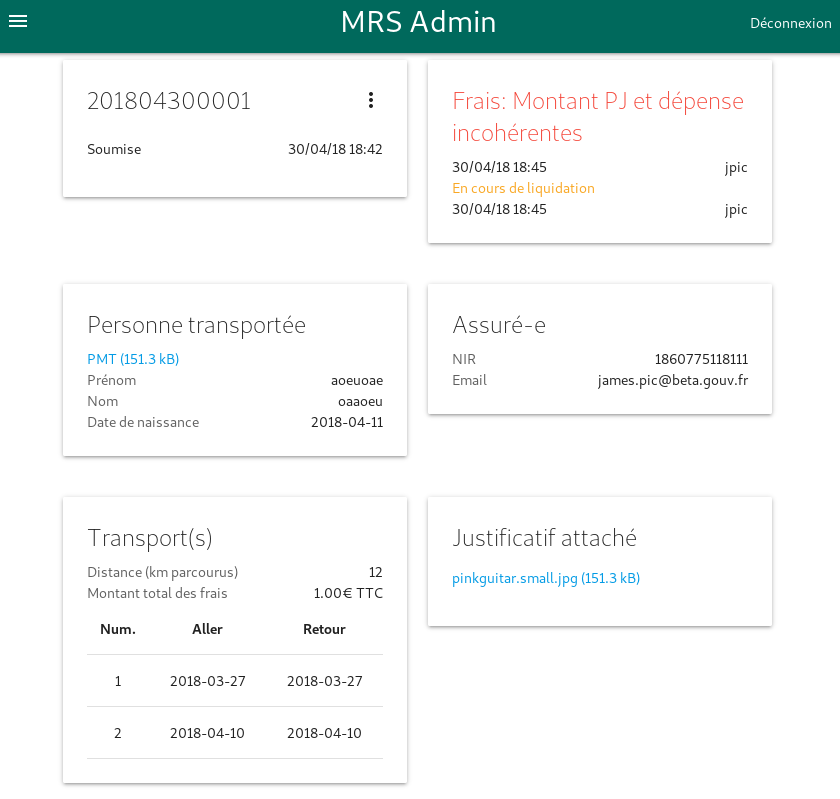 MRS Admin
Déconnexion
201804300001
Soumise 30/04/18 18:42
Frais: Montant PJ et dépense
incohérentes
30/04/18 18:45 jpic
En cours de liquidation
30/04/18 18:45 jpic
Personne transportée
PMT (151.3 kB)
Prénom aoeuoae
Nom oaaoeu
Date de naissance 2018-04-11
Assuré-e
NIR 1860775118111
Email james.pic@beta.gouv.fr
Transport(s)
Distance (km parcourus) 12
Montant total des frais 1.00€ TTC
Num. Aller Retour
1 2018-03-27 2018-03-27
2 2018-04-10 2018-04-10
Justificatif attaché
pinkguitar.small.jpg (151.3 kB)